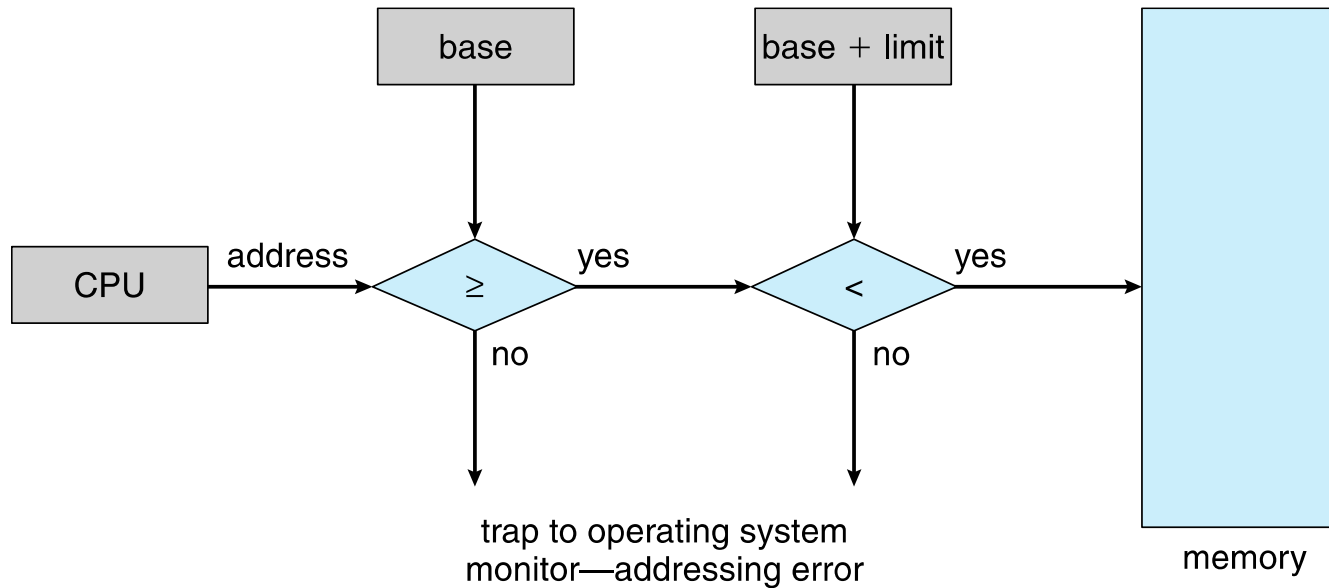 base
base + limit
CPU
address
≥
yes
<
yes
no
no
trap to operating system
monitor—addressing error
memory